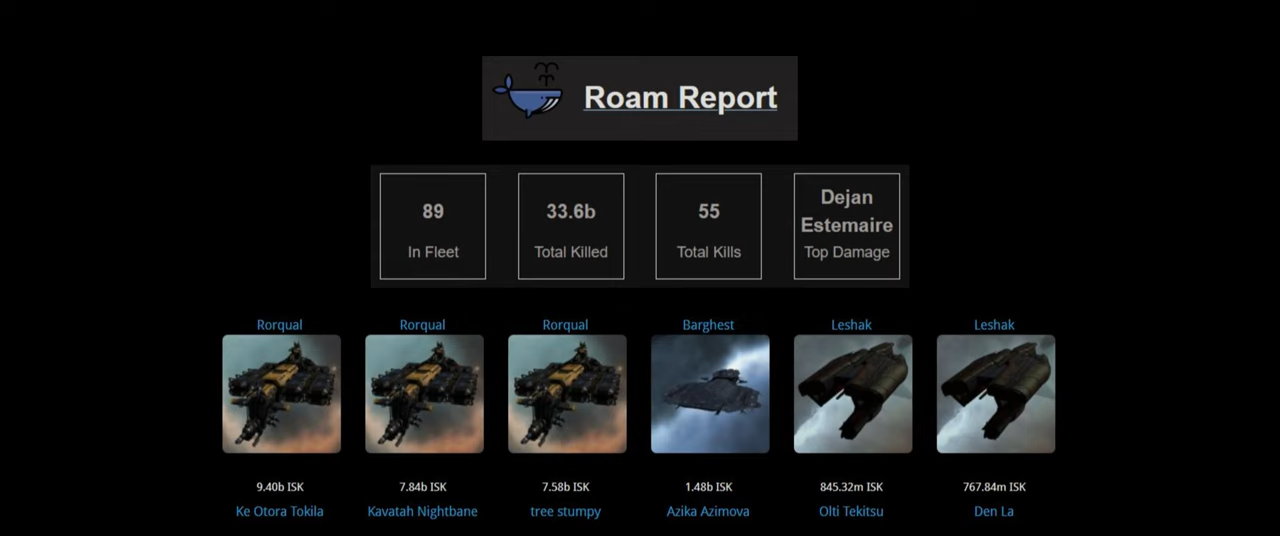 Roam Report
89
In Fleet
33.6b
Total Killed
55
Total Kills
Dejan
Estemaire
Top Damage
Rorqual
Rorqual
Rorqual
Barghest
Leshak
Leshak
9.40b ISK
7.84b ISK
7.58b ISK
1.48b ISK
845.32m ISK
767.84m ISK
Ke Otora Tokila
Kavatah Nightbane
tree stumpy
Azika Azimova
Olti Tekitsu
Den La